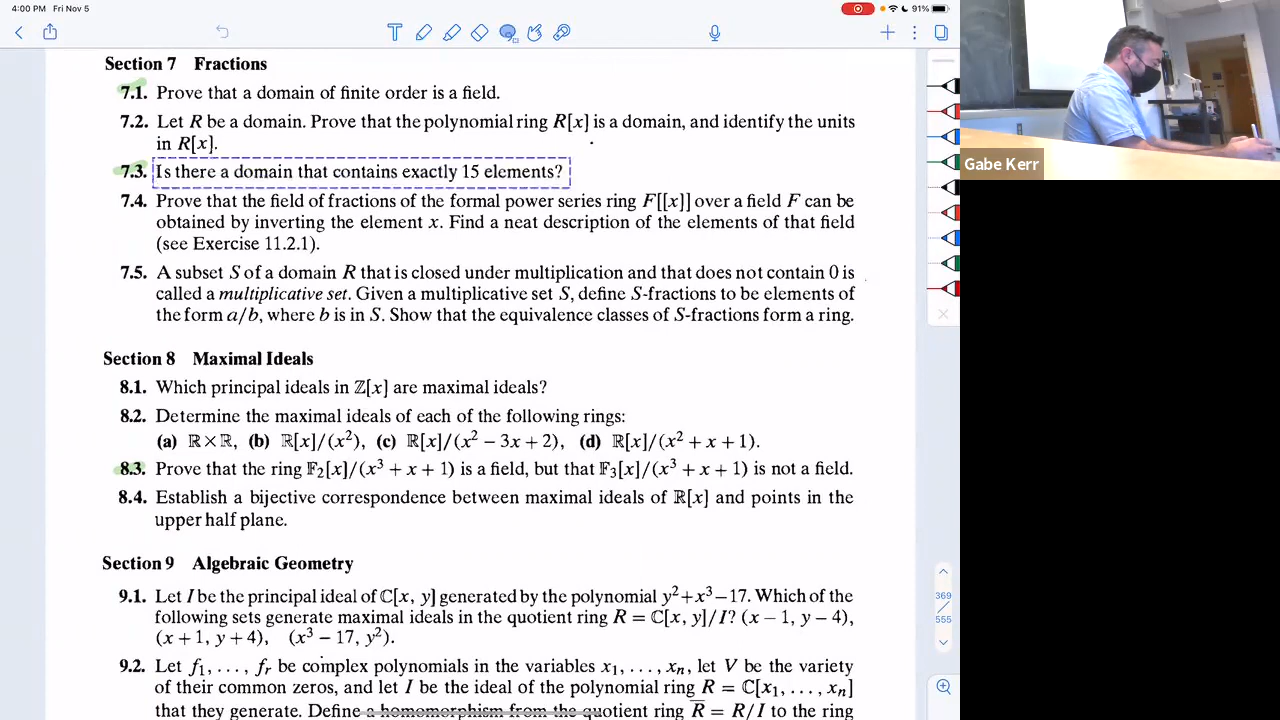 4:00 PM Fri Nov 5
91%
Section 7 Fractions
7.1. Prove that a domain of finite order is a field.
7.2. Let R be a domain. Prove that the polynomial ring R[x] is a domain, and identify the units
in R[x].
7.3. Is there a domain that contains exactly 15 elements?
7.4. Prove that the field of fractions of the formal power series ring F[[x]] over a field F can be
obtained by inverting the element x. Find a neat description of the elements of that field
(see Exercise 11.2.1).
7.5. A subset S of a domain R that is closed under multiplication and that does not contain 0 is
called a multiplicative set. Given a multiplicative set S, define S-fractions to be elements of
the form a/b, where b is in S. Show that the equivalence classes of S-fractions form a ring.
Section 8 Maximal Ideals
8.1. Which principal ideals in ℤ[x] are maximal ideals?
8.2. Determine the maximal ideals of each of the following rings:
(a) ℝ×ℝ, (b) ℝ[x]/(x²), (c) ℝ[x]/(x² − 3x + 2), (d) ℝ[x]/(x² + x + 1).
8.3. Prove that the ring 𝔽₂[x]/(x³ + x + 1) is a field, but that 𝔽₃[x]/(x³ + x + 1) is not a field.
8.4. Establish a bijective correspondence between maximal ideals of ℝ[x] and points in the
upper half plane.
Section 9 Algebraic Geometry
9.1. Let I be the principal ideal of ℂ[x, y] generated by the polynomial y²+x³−17. Which of the
following sets generate maximal ideals in the quotient ring R = ℂ[x, y]/I? (x − 1, y − 4),
(x + 1, y + 4), (x³ − 17, y²).
9.2. Let f₁, . . . , fᵣ be complex polynomials in the variables x₁, . . . , xₙ, let V be the variety
of their common zeros, and let I be the ideal of the polynomial ring R = ℂ[x₁, . . . , xₙ]
that they generate. Define a homomorphism from the quotient ring R̅ = R/I to the ring
369
555
Gabe Kerr